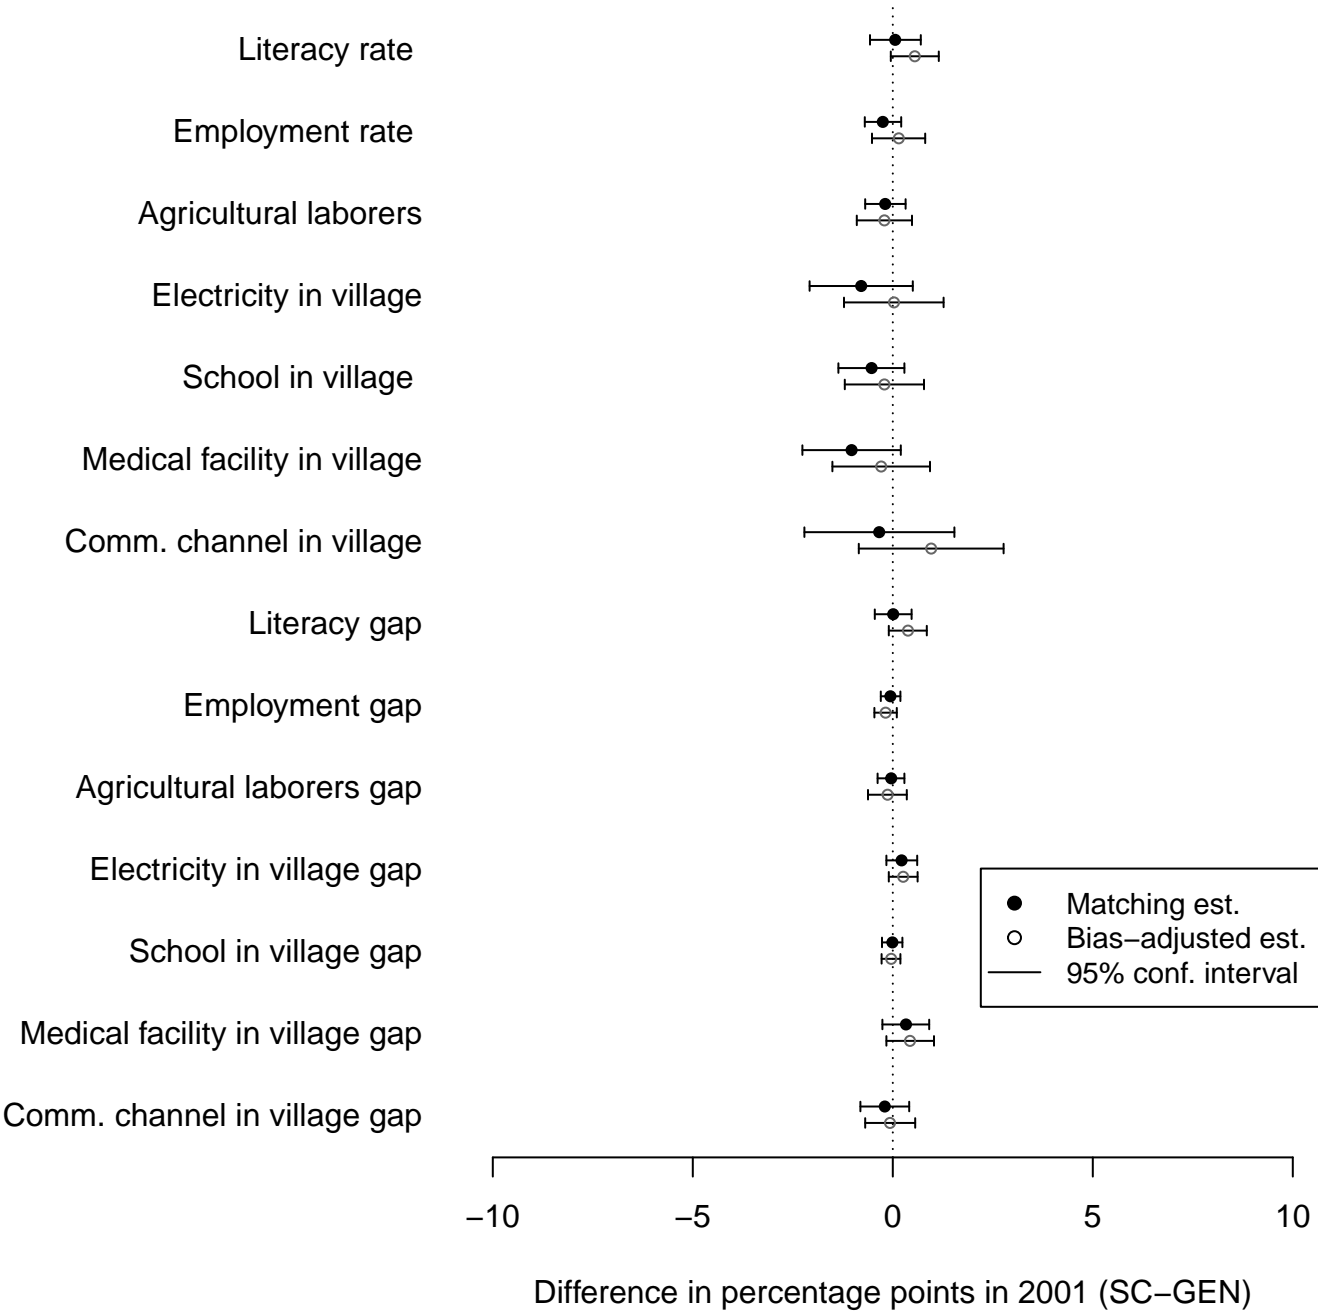 Literacy rate
Employment rate
Agricultural laborers
Electricity in village
School in village
Medical facility in village
Comm. channel in village
Literacy gap
Employment gap
Agricultural laborers gap
Electricity in village gap
School in village gap
Medical facility in village gap
Comm. channel in village gap
Matching est.
Bias−adjusted est.
95% conf. interval
−10 −5 0 5 10
Difference in percentage points in 2001 (SC−GEN)